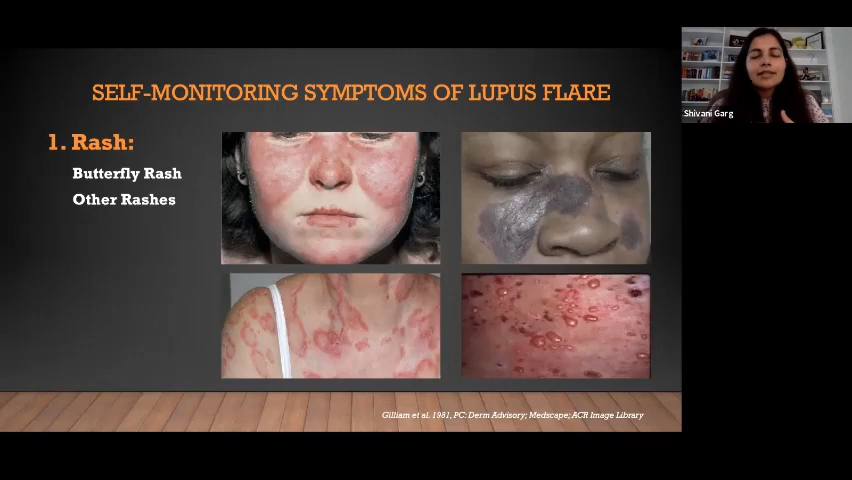 SELF-MONITORING SYMPTOMS OF LUPUS FLARE
1. Rash:
Butterfly Rash
Other Rashes
Gilliam et al. 1981, PC: Derm Advisory; Medscape; ACR Image Library
Shivani Garg